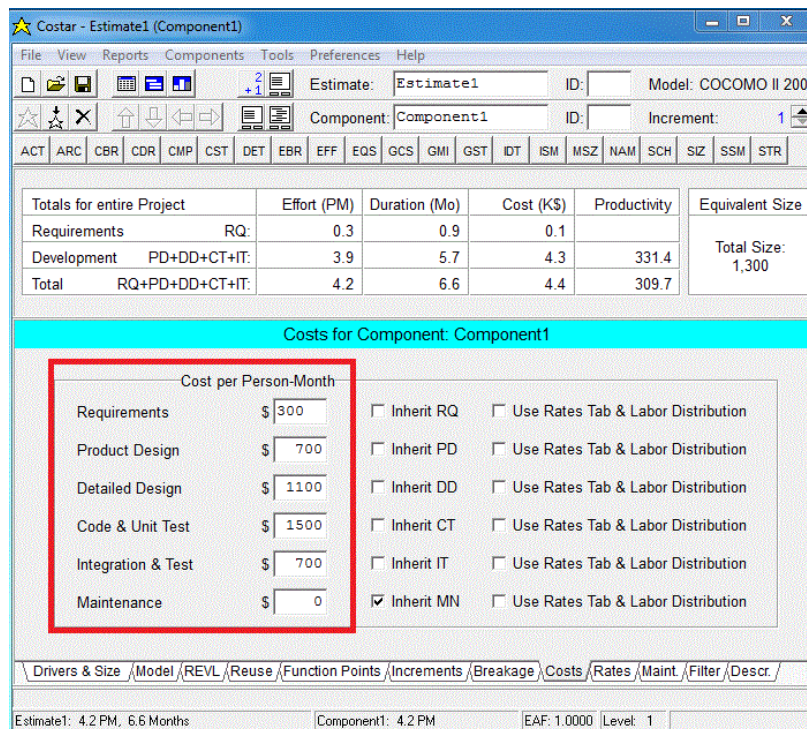 Costar - Estimate1 (Component1)
File View Reports Components Tools Preferences Help
2 +1 Estimate: Estimate1 ID: Model: COCOMO II 200
Component: Component1 ID: Increment: 1
ACT ARC CBR CDR CMP CST DET EBR EFF EQS GCS GMI GST IDT ISM MSZ NAM SCH SIZ SSM STR
Totals for entire Project Effort (PM) Duration (Mo) Cost (K$) Productivity Equivalent Size
Requirements RQ: 0.3 0.9 0.1
Development PD+DD+CT+IT: 3.9 5.7 4.3 331.4 Total Size:
1,300
Total RQ+PD+DD+CT+IT: 4.2 6.6 4.4 309.7
Costs for Component: Component1
Cost per Person-Month
Requirements $ 300 Inherit RQ Use Rates Tab & Labor Distribution
Product Design $ 700 Inherit PD Use Rates Tab & Labor Distribution
Detailed Design $ 1100 Inherit DD Use Rates Tab & Labor Distribution
Code & Unit Test $ 1500 Inherit CT Use Rates Tab & Labor Distribution
Integration & Test $ 700 Inherit IT Use Rates Tab & Labor Distribution
Maintenance $ 0 Inherit MN Use Rates Tab & Labor Distribution
Drivers & Size Model REVL Reuse Function Points Increments Breakage Costs Rates Maint. Filter Descr.
Estimate1: 4.2 PM, 6.6 Months Component1: 4.2 PM EAF: 1.0000 Level: 1